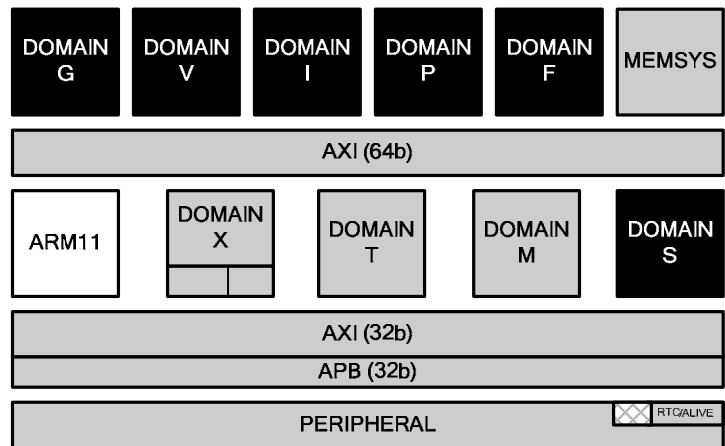 DOMAIN
G
DOMAIN
V
DOMAIN
I
DOMAIN
P
DOMAIN
F
MEMSYS
AXI (64b)
ARM11
DOMAIN
X
DOMAIN
T
DOMAIN
M
DOMAIN
S
AXI (32b)
APB (32b)
PERIPHERAL
RTC/ALIVE